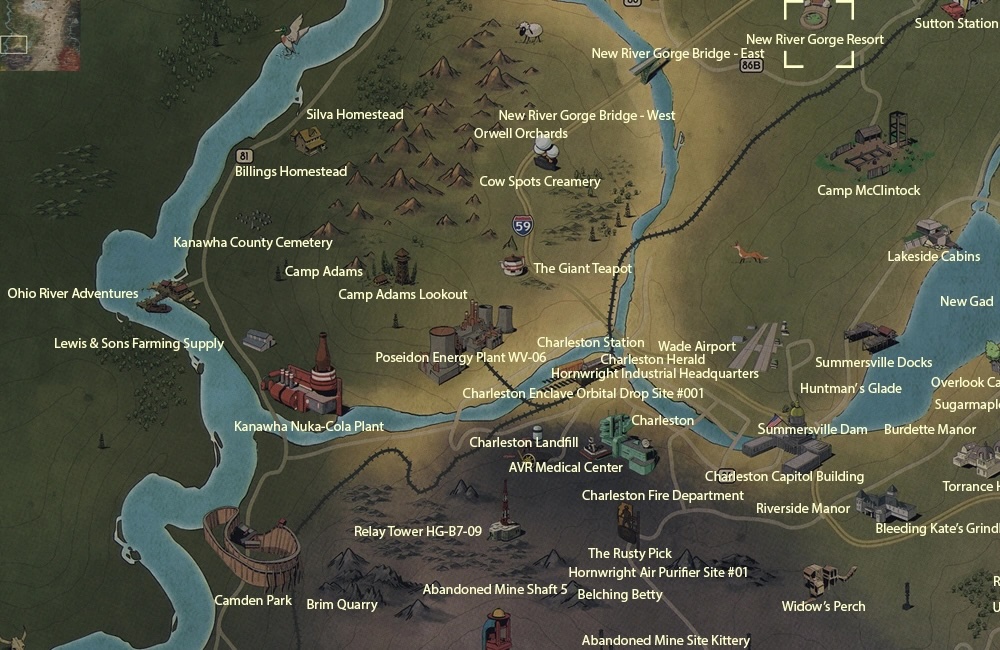 Sutton Station
New River Gorge Resort
New River Gorge Bridge - East
86B
New River Gorge Bridge - West
Silva Homestead
Orwell Orchards
81
Billings Homestead
Cow Spots Creamery
Camp McClintock
59
Kanawha County Cemetery
Lakeside Cabins
Camp Adams
The Giant Teapot
Ohio River Adventures
Camp Adams Lookout
New Gad
Lewis & Sons Farming Supply
Charleston Station
Wade Airport
Poseidon Energy Plant WV-06
Charleston Herald
Summersville Docks
Hornwright Industrial Headquarters
Huntman's Glade
Overlook Ca
Charleston Enclave Orbital Drop Site #001
Sugarmaple
Kanawha Nuka-Cola Plant
Charleston
Summersville Dam
Burdette Manor
Charleston Landfill
AVR Medical Center
Charleston Capitol Building
Torrance H
Charleston Fire Department
Riverside Manor
Relay Tower HG-B7-09
Bleeding Kate's Grind
The Rusty Pick
Hornwright Air Purifier Site #01
Abandoned Mine Shaft 5
Belching Betty
Camden Park
Brim Quarry
Widow's Perch
R
U
Abandoned Mine Site Kittery